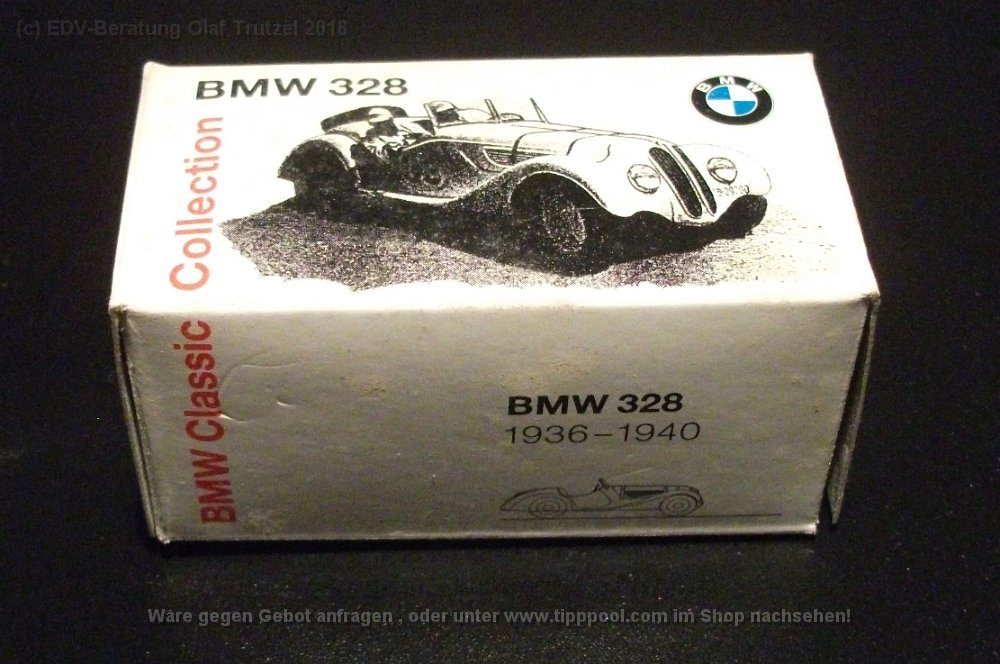 (c) EDV-Beratung Olaf Trutzel 2018
BMW 328
BMW
BMW Classic Collection
BMW 328
1936-1940
Ware gegen Gebot anfragen , oder unter www.tipppool.com im Shop nachsehen!